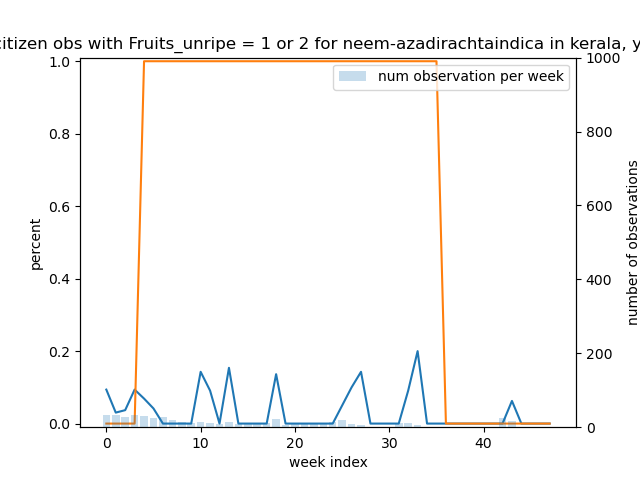 citizen obs with Fruits_unripe = 1 or 2 for neem-azadirachtaindica in kerala, y
num observation per week
1.0
0.8
0.6
0.4
0.2
0.0
percent
1000
800
600
400
200
0
number of observations
0 10 20 30 40
week index